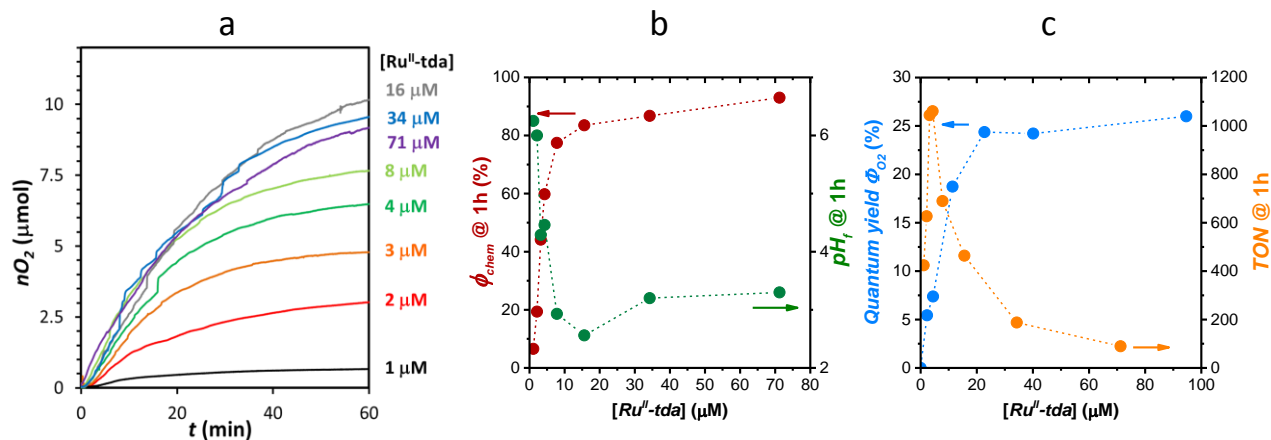 a
[Ru^II-tda]
16 μM
34 μM
71 μM
8 μM
4 μM
3 μM
2 μM
1 μM
nO₂ (μmol)
10
7.5
5
2.5
0
0
20
40
60
t (min)
b
ϕ_chem @ 1h (%)
100
80
60
40
20
0
0
10
20
30
40
50
60
70
80
[Ru^II-tda] (μM)
6
4
2
pH_f @ 1h
c
Quantum yield Φ_O2 (%)
30
25
20
15
10
5
0
0
20
40
60
80
100
[Ru^II-tda] (μM)
1200
1000
800
600
400
200
0
TON @ 1h